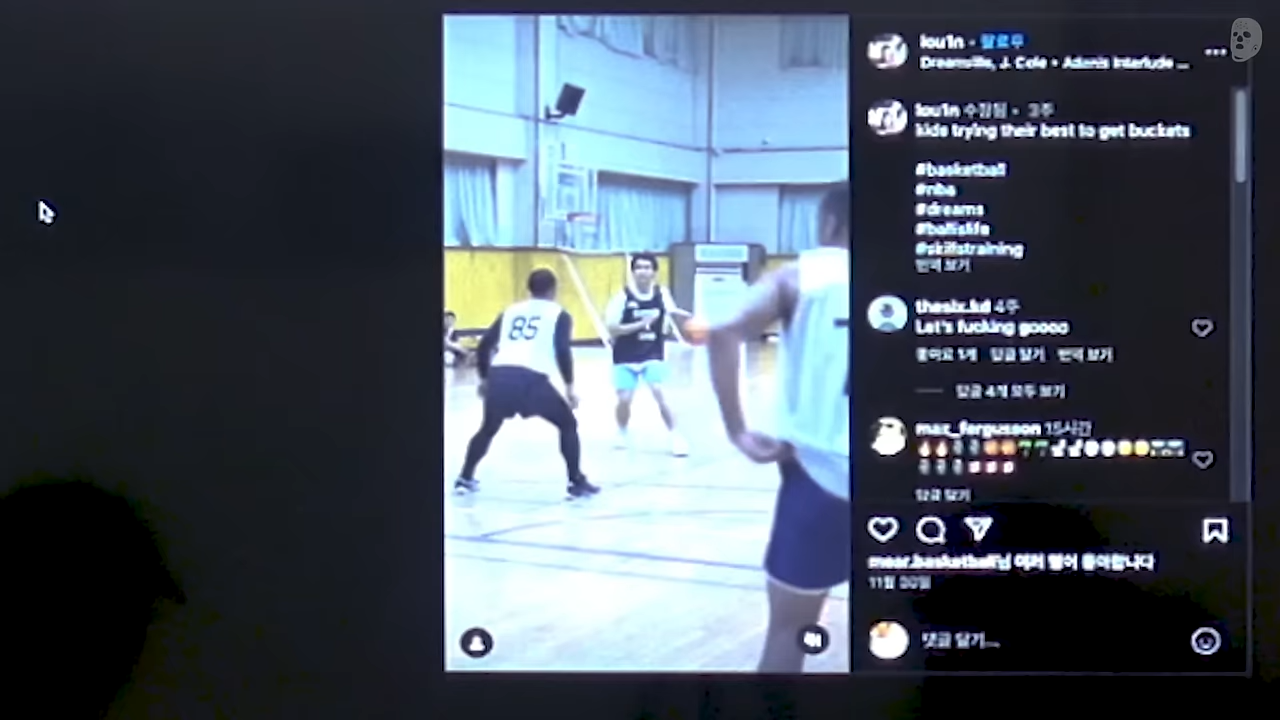 85
lou1n • 팔로우
Dreamville, J. Cole • Adonis Interlude ...
lou1n 수정됨 • 3주
kids trying their best to get buckets
#basketball
#nba
#dreams
#ballislife
#skillstraining
번역 보기
thesix.kd 4주
Let's fucking goooo
좋아요 1개 답글 달기 번역 보기
답글 4개 모두 보기
max_fergusson 15시간
답글 달기
moar.basketball님 여러 명이 좋아합니다
11월 30일
댓글 달기...